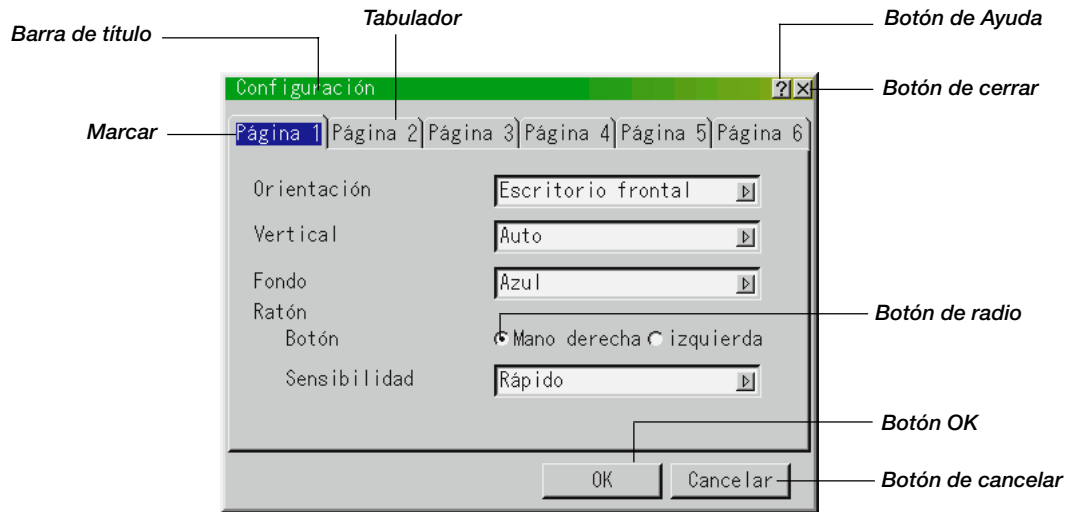 Tabulador
Botón de Ayuda
Barra de título
Configuración
Botón de cerrar
Marcar
Página 1 Página 2 Página 3 Página 4 Página 5 Página 6
Orientación Escritorio frontal
Vertical Auto
Fondo Azul
Ratón
Botón de radio
Botón Mano derecha izquierda
Sensibilidad Rápido
Botón OK
OK Cancelar
Botón de cancelar